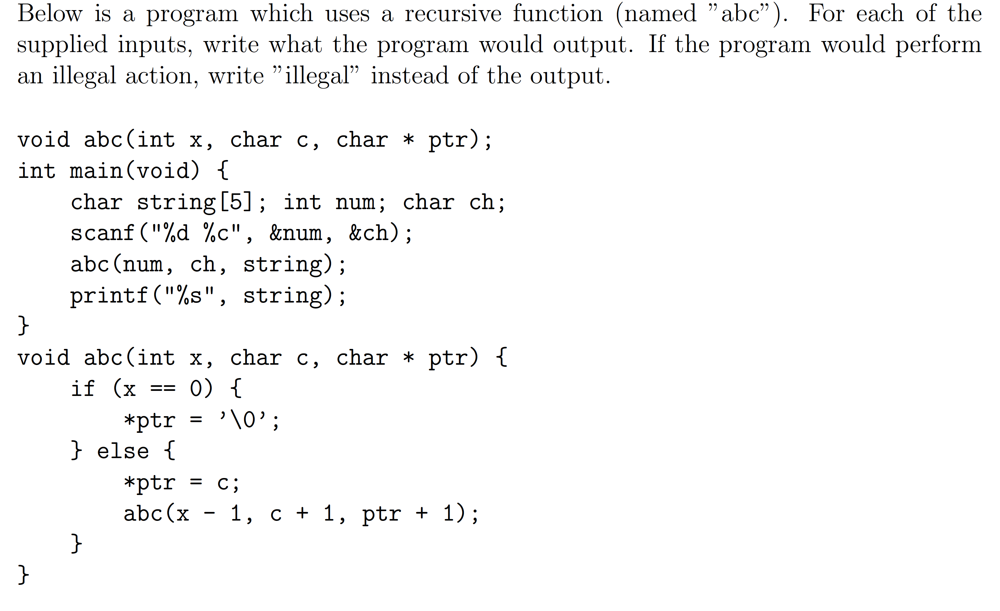 Below is a program which uses a recursive function (named ”abc”). For each of the
supplied inputs, write what the program would output. If the program would perform
an illegal action, write ”illegal” instead of the output.
void abc(int x, char c, char * ptr);
int main(void) {
    char string[5]; int num; char ch;
    scanf("%d %c", &num, &ch);
    abc(num, ch, string);
    printf("%s", string);
}
void abc(int x, char c, char * ptr) {
    if (x == 0) {
        *ptr = ’\0’;
    } else {
        *ptr = c;
        abc(x - 1, c + 1, ptr + 1);
    }
}